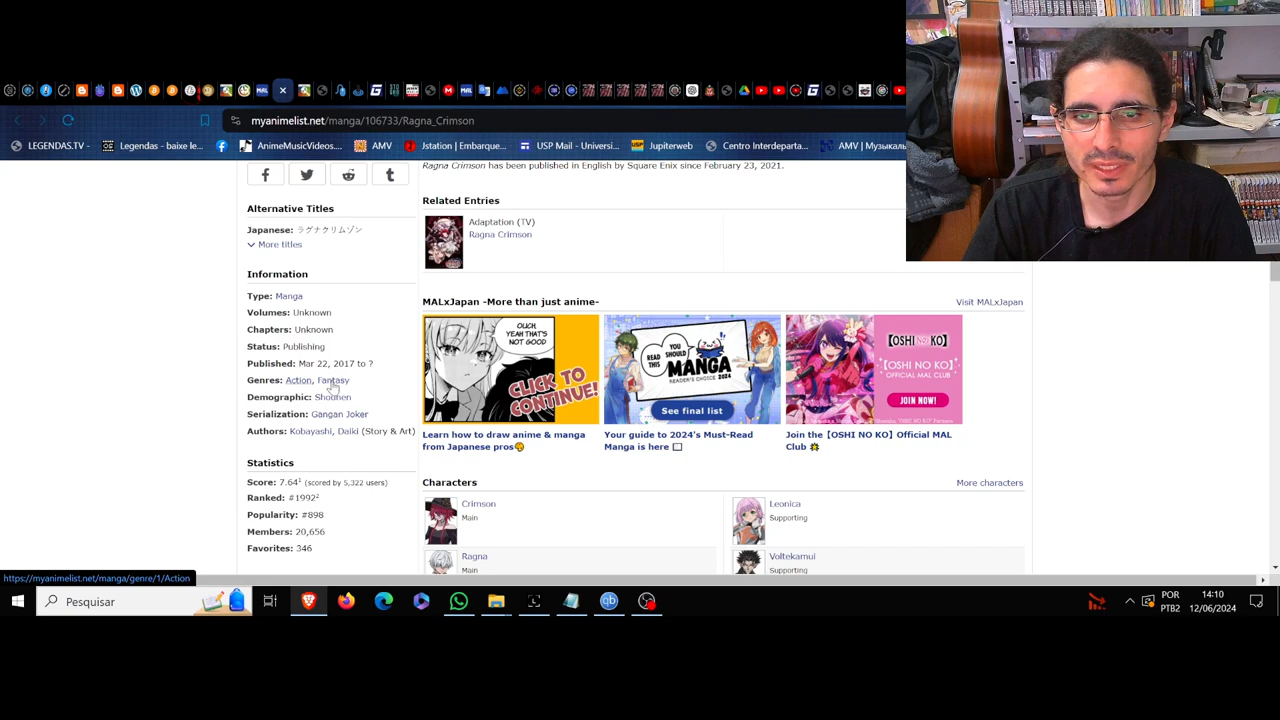 myanimelist.net/manga/106733/Ragna_Crimson
LEGENDAS.TV -
Legendas - baixe le...
AnimeMusicVideos....
AMV
Jstation | Embarque...
USP Mail - Universi...
Jupiterweb
Centro Interdeparta...
AMV | Музыкаль
Ragna Crimson has been published in English by Square Enix since February 23, 2021.
Alternative Titles
Japanese: ラグナクリムゾン
More titles
Information
Type: Manga
Volumes: Unknown
Chapters: Unknown
Status: Publishing
Published: Mar 22, 2017 to ?
Genres: Action, Fantasy
Demographic: Shounen
Serialization: Gangan Joker
Authors: Kobayashi, Daiki (Story & Art)
Statistics
Score: 7.64¹ (scored by 5,322 users)
Ranked: #1992²
Popularity: #898
Members: 20,656
Favorites: 346
Related Entries
Adaptation (TV)
Ragna Crimson
MALxJapan -More than just anime-
Visit MALxJapan
OUCH,
YEAH THAT'S
NOT GOOD
CLICK TO
CONTINUE!
READ THIS
YOU SHOULD
MANGA
READER'S CHOICE 2024
See final list
[OSHI NO KO]
[OSHI NO KO]
OFFICIAL MAL
CLUB
JOIN NOW!
Learn how to draw anime & manga
from Japanese pros
Your guide to 2024's Must-Read
Manga is here
Join the【OSHI NO KO】Official MAL
Club
Characters
More characters
Crimson
Main
Leonica
Supporting
Ragna
Main
Voltekamui
Supporting
https://myanimelist.net/manga/genre/1/Action
Pesquisar
POR
PTB2
14:10
12/06/2024